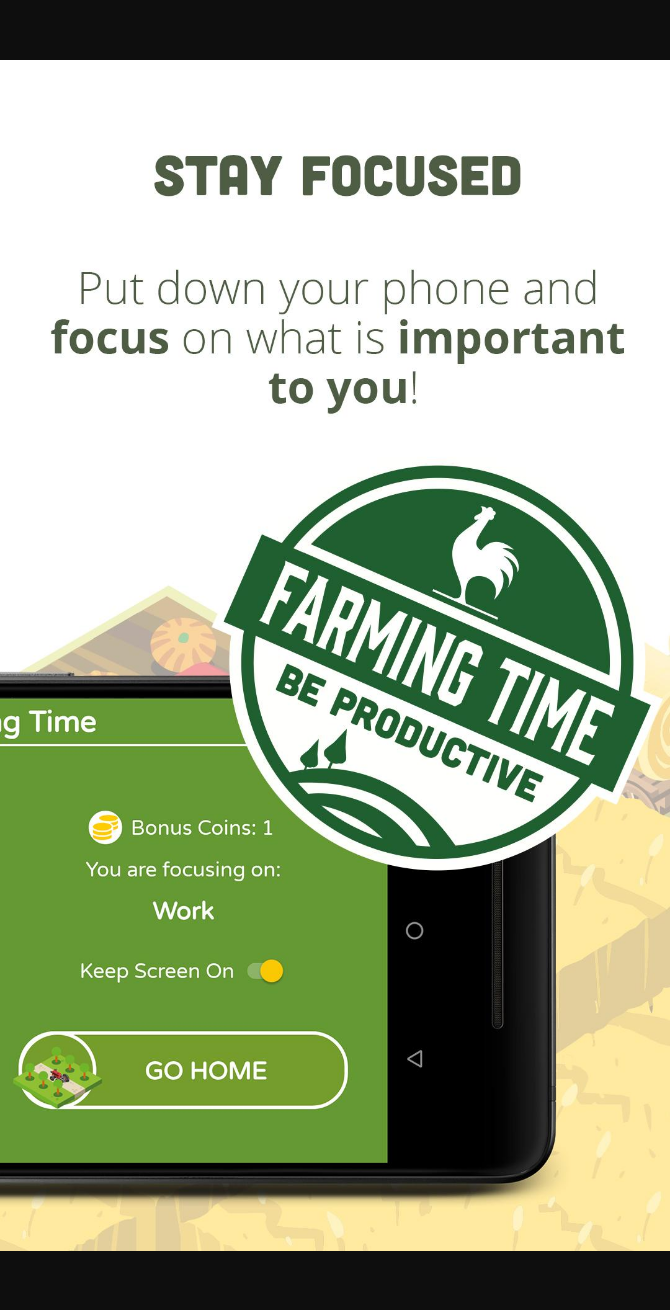 STAY FOCUSED
Put down your phone and
focus on what is important
to you!
FARMING TIME
BE PRODUCTIVE
ng Time
Bonus Coins: 1
You are focusing on:
Work
Keep Screen On
GO HOME